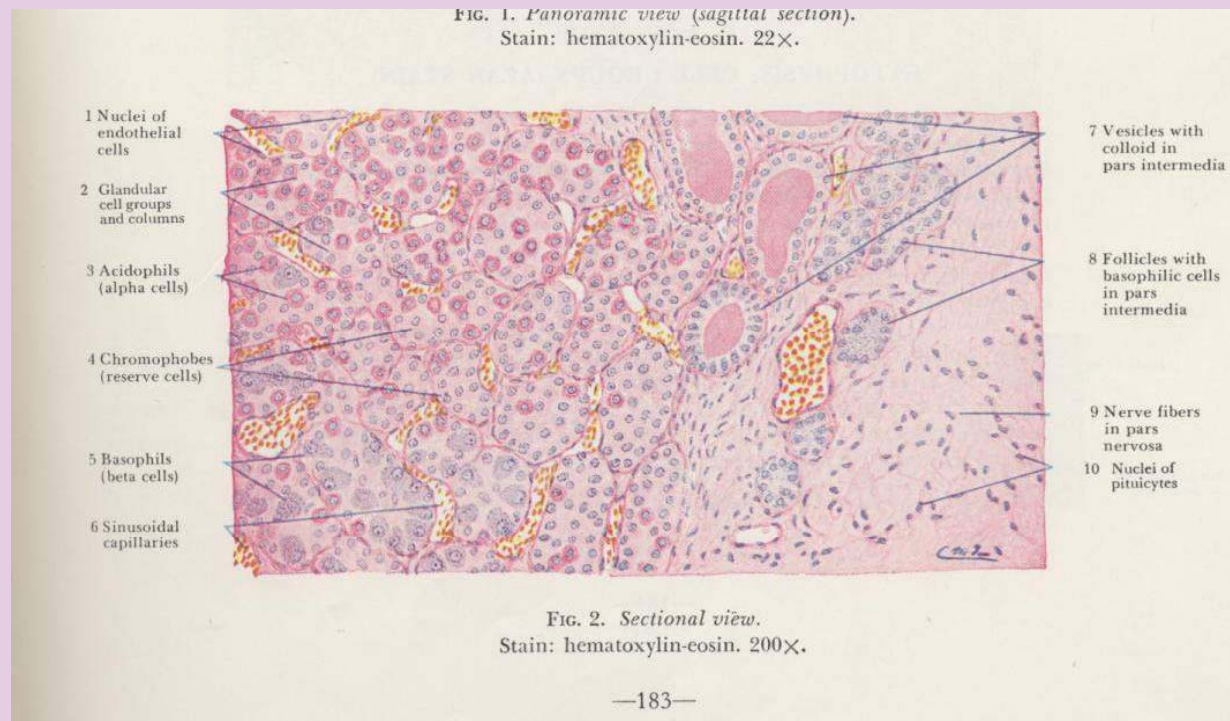 FIG. 1. Panoramic view (sagittal section).
Stain: hematoxylin-eosin. 22×.
1 Nuclei of
endothelial
cells
2 Glandular
cell groups
and columns
3 Acidophils
(alpha cells)
4 Chromophobes
(reserve cells)
5 Basophils
(beta cells)
6 Sinusoidal
capillaries
7 Vesicles with
colloid in
pars intermedia
8 Follicles with
basophilic cells
in pars
intermedia
9 Nerve fibers
in pars
nervosa
10 Nuclei of
pituicytes
FIG. 2. Sectional view.
Stain: hematoxylin-eosin. 200×.
—183—